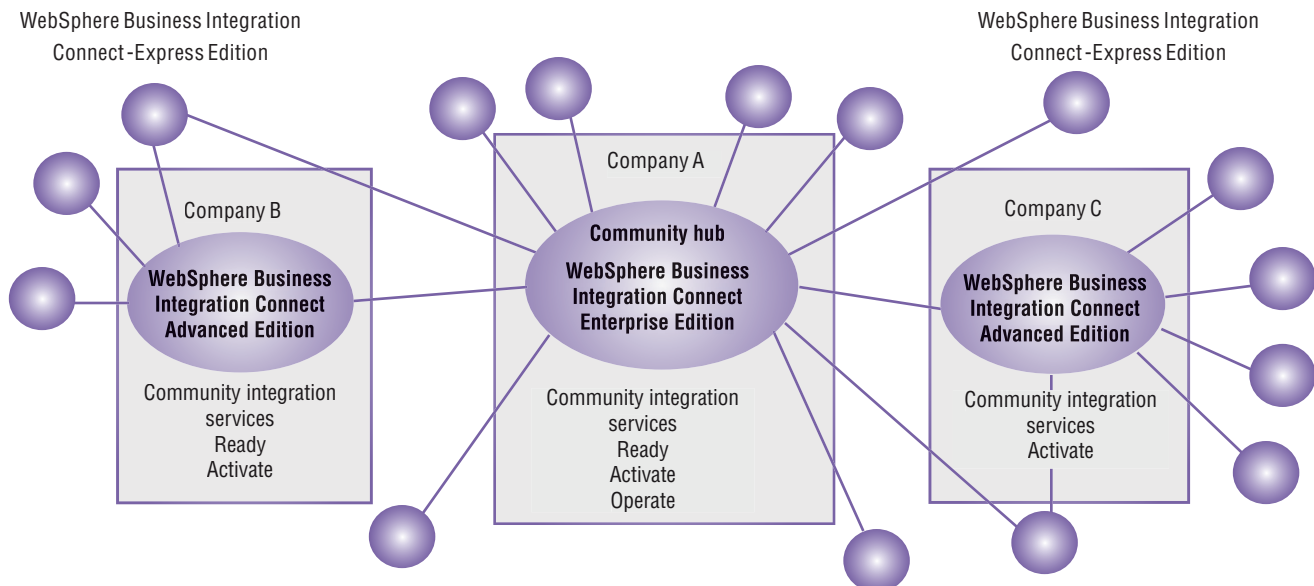 WebSphere Business Integration
Connect-Express Edition
WebSphere Business Integration
Connect-Express Edition
Company B
WebSphere Business
Integration Connect
Advanced Edition
Community integration
services
Ready
Activate
Company A
Community hub
WebSphere Business
Integration Connect
Enterprise Edition
Community integration
services
Ready
Activate
Operate
Company C
WebSphere Business
Integration Connect
Advanced Edition
Community integration
services
Activate